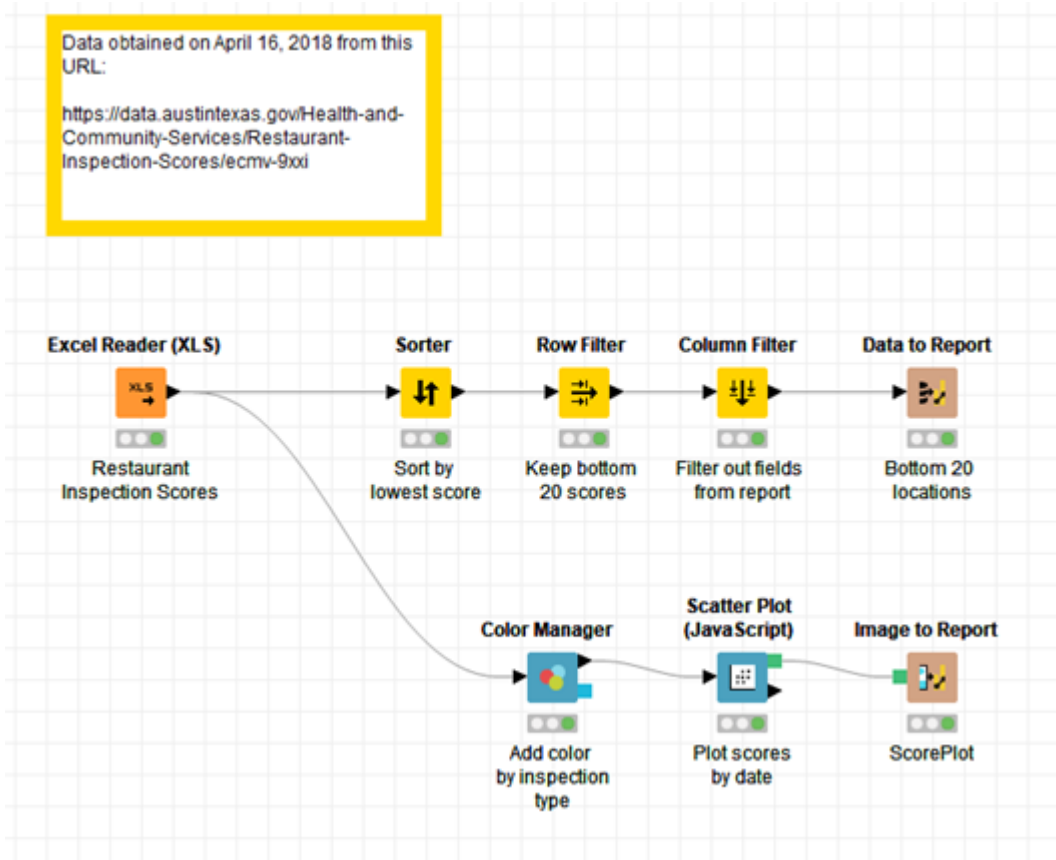 Data obtained on April 16, 2018 from this
URL:
https://data.austintexas.gov/Health-and-
Community-Services/Restaurant-
Inspection-Scores/ecmv-9xxi
Excel Reader (XLS)
Sorter
Row Filter
Column Filter
Data to Report
XLS
Restaurant
Inspection Scores
Sort by
lowest score
Keep bottom
20 scores
Filter out fields
from report
Bottom 20
locations
Color Manager
Scatter Plot
(JavaScript)
Image to Report
Add color
by inspection
type
Plot scores
by date
ScorePlot